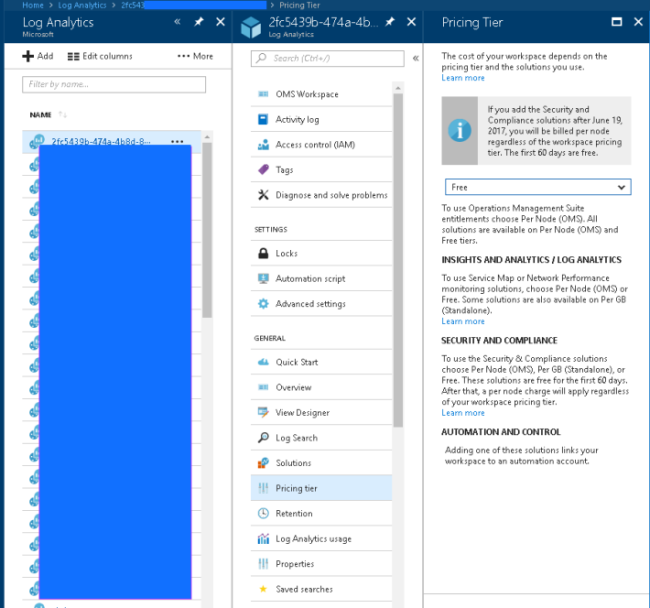 Home > Log Analytics > 2fc543 > Pricing Tier
Log Analytics
Microsoft
Add Edit columns ••• More
Filter by name...
NAME
2fc5439b-474a-4b8d-8... •••
2fc5439b-474a-4b...
Log Analytics
Search (Ctrl+/)
OMS Workspace
Activity log
Access control (IAM)
Tags
Diagnose and solve problems
SETTINGS
Locks
Automation script
Advanced settings
GENERAL
Quick Start
Overview
View Designer
Log Search
Solutions
Pricing tier
Retention
Log Analytics usage
Properties
Saved searches
Pricing Tier
The cost of your workspace depends on the
pricing tier and the solutions you use.
Learn more
If you add the Security and
Compliance solutions after June 19,
2017, you will be billed per node
regardless of the workspace pricing
tier. The first 60 days are free.
Free
To use Operations Management Suite
entitlements choose Per Node (OMS). All
solutions are available on Per Node (OMS) and
Free tiers.
INSIGHTS AND ANALYTICS / LOG ANALYTICS
To use Service Map or Network Performance
monitoring solutions, choose Per Node (OMS) or
Free. Some solutions are also available on Per GB
(Standalone).
Learn more
SECURITY AND COMPLIANCE
To use the Security & Compliance solutions
choose Per Node (OMS), Per GB (Standalone), or
Free. These solutions are free for the first 60 days.
After that, a per node charge will apply regardless
of your workspace pricing tier.
Learn more
AUTOMATION AND CONTROL
Adding one of these solutions links your
workspace to an automation account.